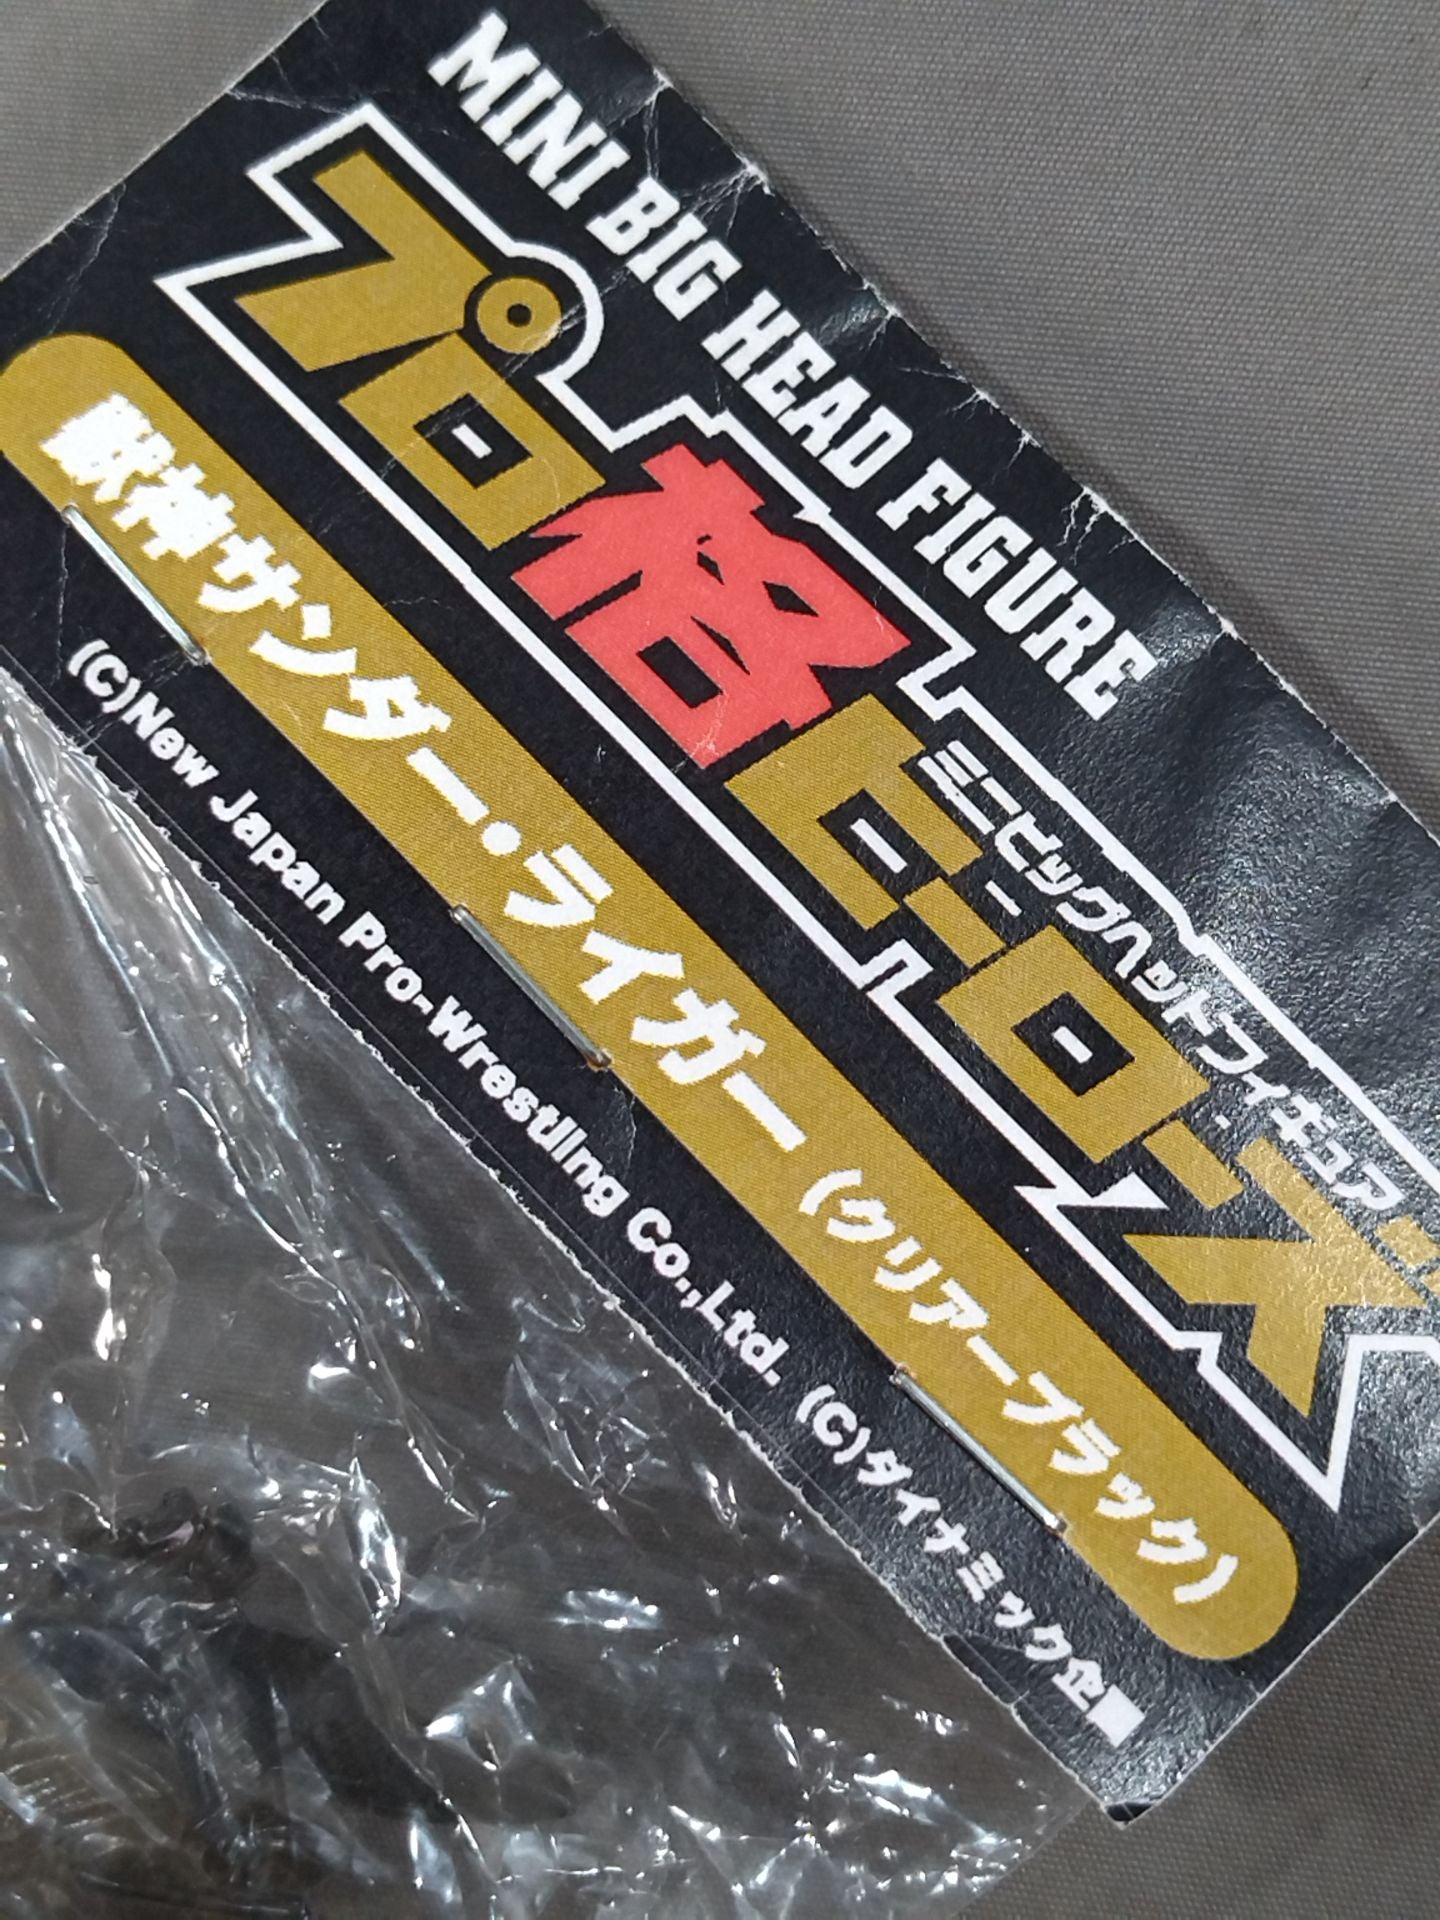 MINI BIG HEAD FIGURE
プロ格ヒーローズ
ミニビッグヘッドフィギュア
獣神サンダー・ライガー(クリアーブラック)
(C)New Japan Pro-Wrestling Co.,Ltd. (C)ダイナミック企画